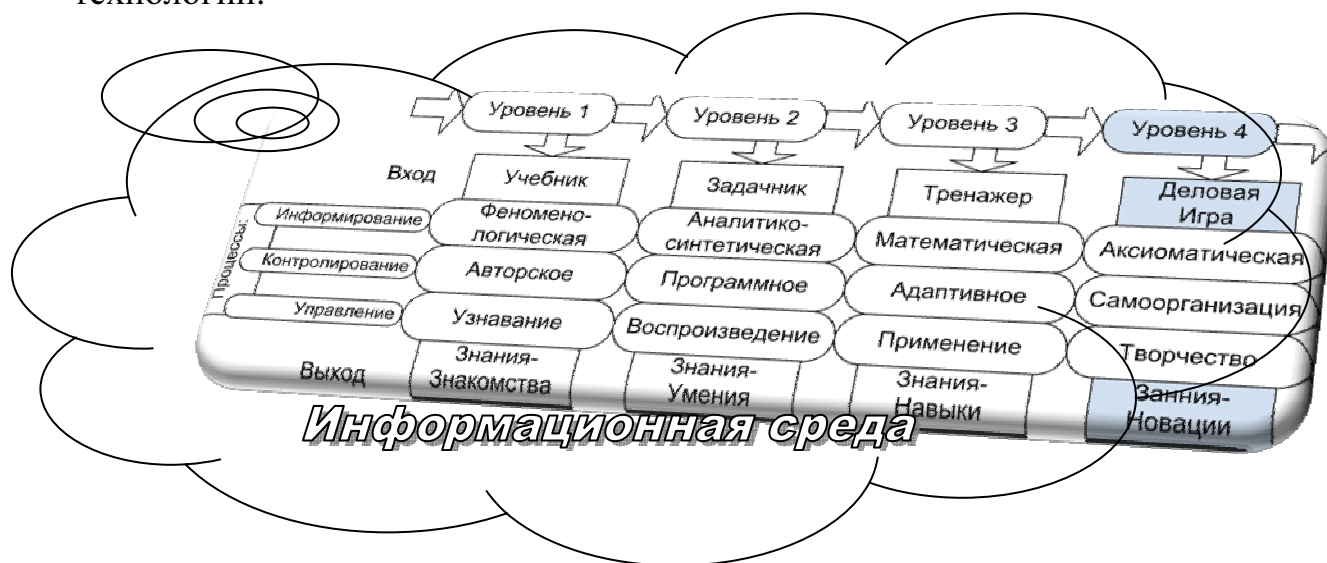 технологий.
Уровень 1
Уровень 2
Уровень 3
Уровень 4
Вход
Учебник
Задачник
Тренажер
Деловая
Игра
Процессы:
Информирование
Феномено-
логическая
Аналитико-
синтетическая
Математическая
Аксиоматическая
Контролирование
Авторское
Программное
Адаптивное
Самоорганизация
Управление
Узнавание
Воспроизведение
Применение
Творчество
Выход
Знания-
Знакомства
Знания-
Умения
Знания-
Навыки
Занния-
Новации
Информационная среда